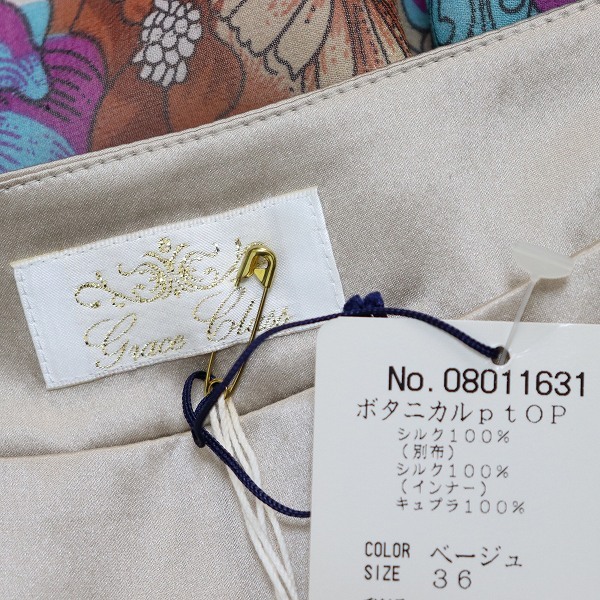 Grace Class
No. 08011631
ボタニカルptOP
シルク100%
(別布)
シルク100%
(インナー)
キュプラ100%
COLOR ベージュ
SIZE 36